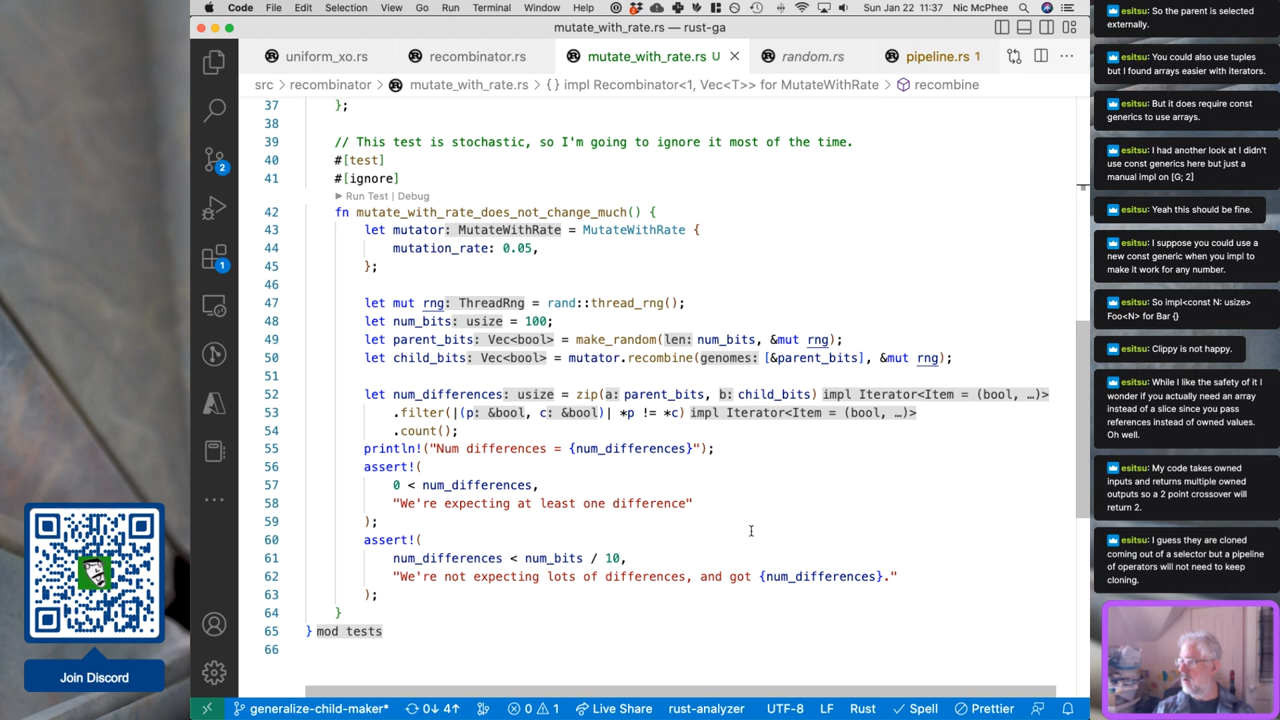 Code File Edit Selection View Go Run Terminal Window Help Sun Jan 22 11:37 Nic McPhee
mutate_with_rate.rs — rust-ga
uniform_xo.rs recombinator.rs mutate_with_rate.rs U random.rs pipeline.rs 1
src > recombinator > mutate_with_rate.rs > {} impl Recombinator<1, Vec<T>> for MutateWithRate > recombine
37 };
38
39 // This test is stochastic, so I'm going to ignore it most of the time.
40 #[test]
41 #[ignore]
▶ Run Test | Debug
42 fn mutate_with_rate_does_not_change_much() {
43 let mutator: MutateWithRate = MutateWithRate {
44 mutation_rate: 0.05,
45 };
46
47 let mut rng: ThreadRng = rand::thread_rng();
48 let num_bits: usize = 100;
49 let parent_bits: Vec<bool> = make_random(len: num_bits, &mut rng);
50 let child_bits: Vec<bool> = mutator.recombine(genomes: [&parent_bits], &mut rng);
51
52 let num_differences: usize = zip(a: parent_bits, b: child_bits) impl Iterator<Item = (bool, …)>
53 .filter(|(p: &bool, c: &bool)| *p != *c) impl Iterator<Item = (bool, …)>
54 .count();
55 println!("Num differences = {num_differences}");
56 assert!(
57 0 < num_differences,
58 "We're expecting at least one difference"
59 );
60 assert!(
61 num_differences < num_bits / 10,
62 "We're not expecting lots of differences, and got {num_differences}."
63 );
64 }
65 } mod tests
66
2
1
Join Discord
generalize-child-maker* 0↓ 4↑ 0 1 Live Share rust-analyzer UTF-8 LF Rust Spell Prettier
esitsu: So the parent is selected
externally.
esitsu: You could also use tuples
but I found arrays easier with iterators.
esitsu: But it does require const
generics to use arrays.
esitsu: I had another look at I didn't
use const generics here but just a
manual impl on [G; 2]
esitsu: Yeah this should be fine.
esitsu: I suppose you could use a
new const generic when you impl to
make it work for any number.
esitsu: So impl<const N: usize>
Foo<N> for Bar {}
esitsu: Clippy is not happy.
esitsu: While I like the safety of it I
wonder if you actually need an array
instead of a slice since you pass
references instead of owned values.
Oh well.
esitsu: My code takes owned
inputs and returns multiple owned
outputs so a 2 point crossover will
return 2.
esitsu: I guess they are cloned
coming out of a selector but a pipeline
of operators will not need to keep
cloning.